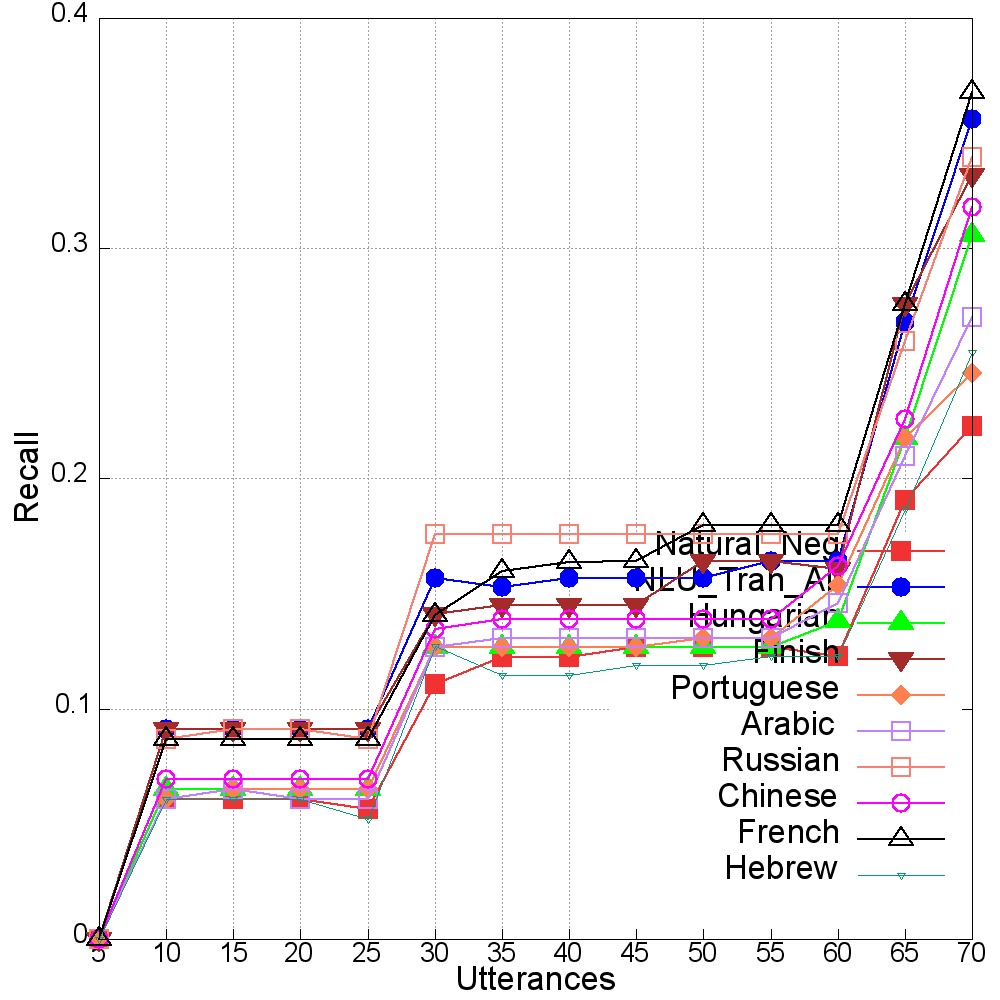 0.4
0.3
0.2
0.1
0
Recall
Natural_Neg
NLU_Tran_All
Hungarian
Finish
Portuguese
Arabic
Russian
Chinese
French
Hebrew
5 10 15 20 25 30 35 40 45 50 55 60 65 70
Utterances